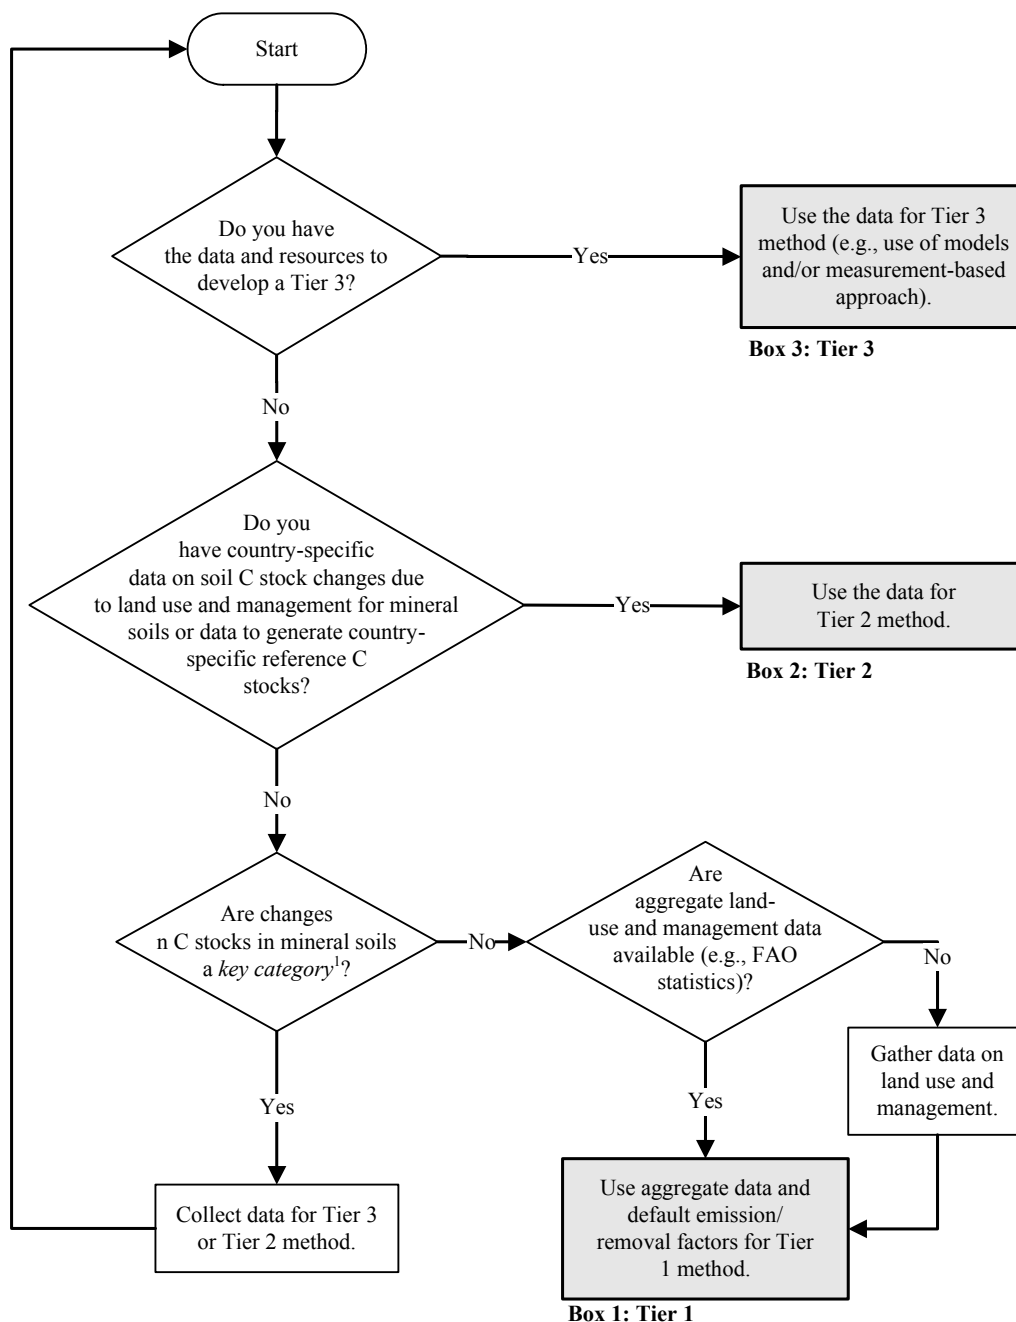 Start
Do you have
the data and resources to
develop a Tier 3?
Yes
Use the data for Tier 3
method (e.g., use of models
and/or measurement-based
approach).
Box 3: Tier 3
No
Do you
have country-specific
data on soil C stock changes due
to land use and management for mineral
soils or data to generate country-
specific reference C
stocks?
Yes
Use the data for
Tier 2 method.
Box 2: Tier 2
No
Are changes
n C stocks in mineral soils
a key category¹?
No
Are
aggregate land-
use and management data
available (e.g., FAO
statistics)?
No
Gather data on
land use and
management.
Yes
Yes
Collect data for Tier 3
or Tier 2 method.
Use aggregate data and
default emission/
removal factors for Tier
1 method.
Box 1: Tier 1